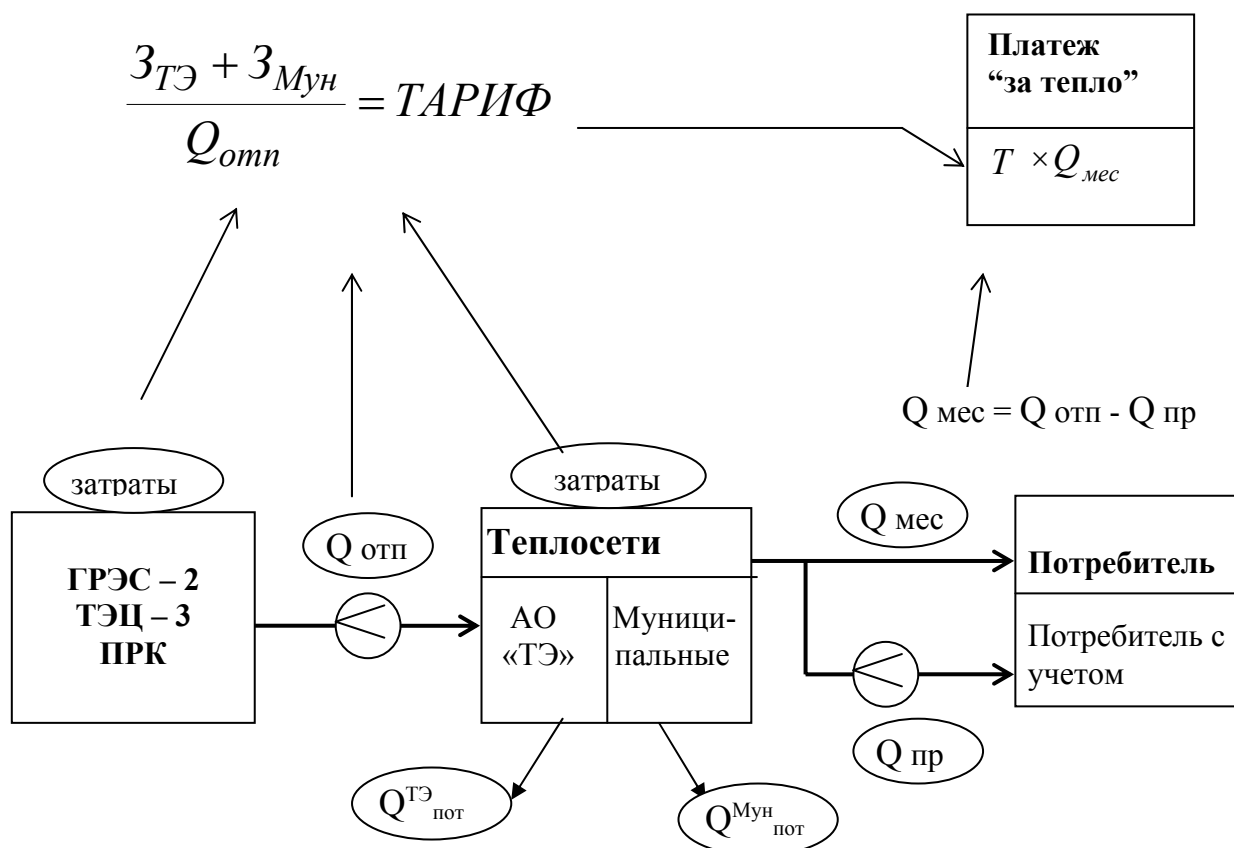 З_ТЭ + З_Мун
Q_отп
= ТАРИФ
Платеж
“за тепло”
T × Q_мес
Q мес = Q отп - Q пр
затраты
затраты
ГРЭС – 2
ТЭЦ – 3
ПРК
Q отп
Теплосети
АО
«ТЭ»
Муници-
пальные
Q мес
Потребитель
Потребитель с
учетом
Q пр
Q^ТЭ_пот
Q^Мун_пот